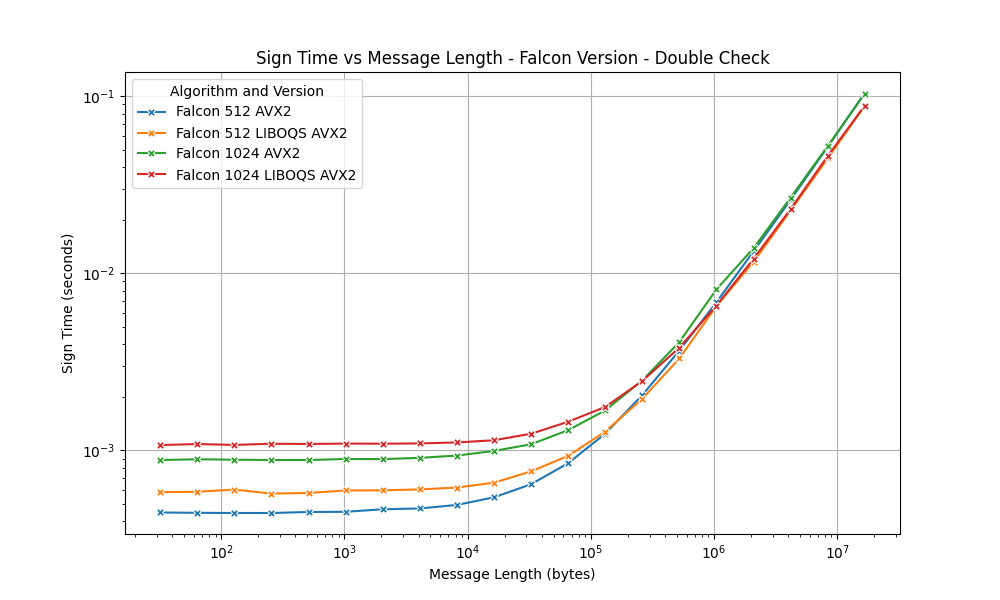 Sign Time vs Message Length - Falcon Version - Double Check
Algorithm and Version
Falcon 512 AVX2
Falcon 512 LIBOQS AVX2
Falcon 1024 AVX2
Falcon 1024 LIBOQS AVX2
Sign Time (seconds)
10⁻¹
10⁻²
10⁻³
10² 10³ 10⁴ 10⁵ 10⁶ 10⁷
Message Length (bytes)